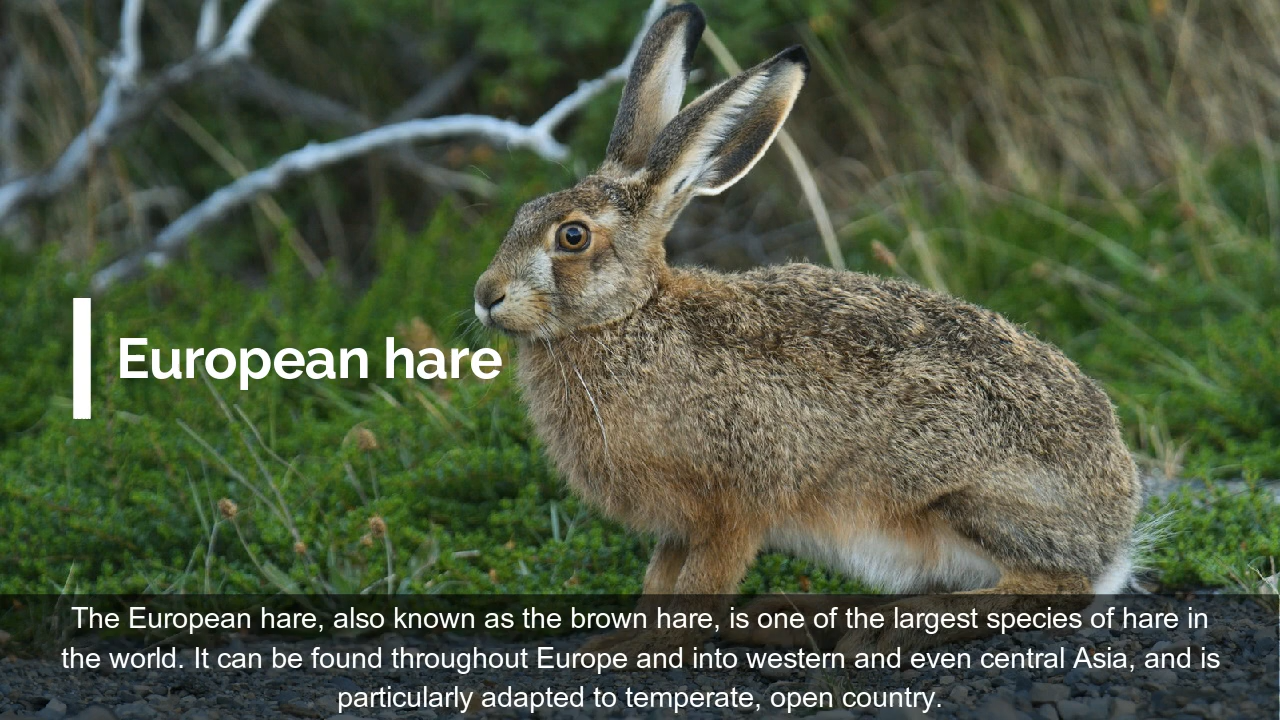 European hare
The European hare, also known as the brown hare, is one of the largest species of hare in
the world. It can be found throughout Europe and into western and even central Asia, and is
particularly adapted to temperate, open country.